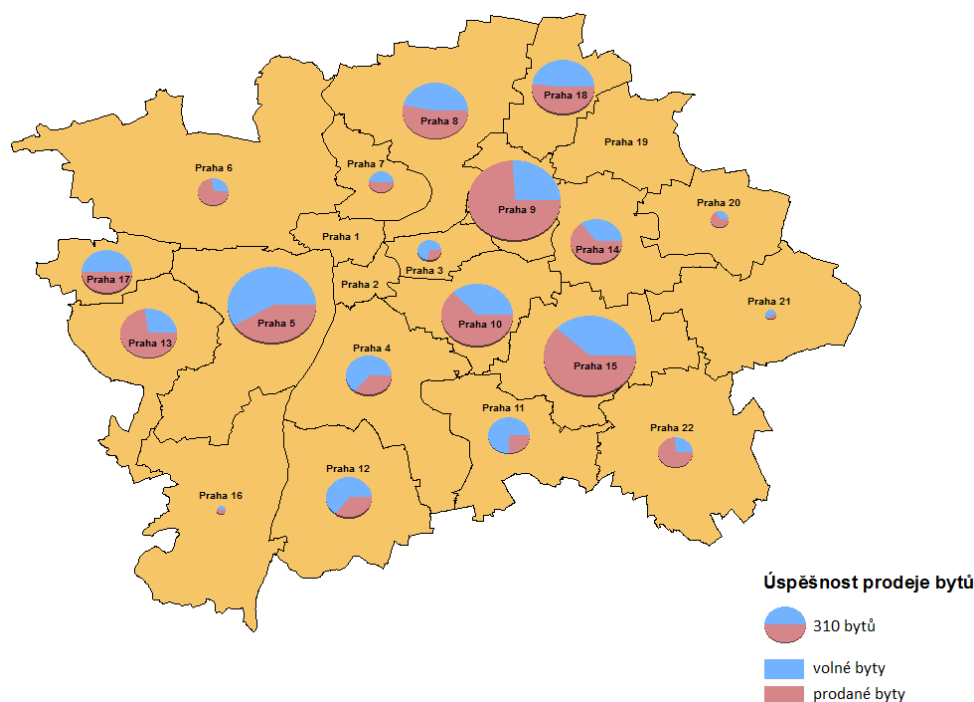 Praha 18
Praha 8
Praha 19
Praha 7
Praha 6
Praha 9
Praha 20
Praha 1
Praha 14
Praha 3
Praha 17
Praha 2
Praha 21
Praha 5
Praha 10
Praha 13
Praha 4
Praha 15
Praha 11
Praha 22
Praha 12
Praha 16
Úspěšnost prodeje bytů
310 bytů
volné byty
prodané byty